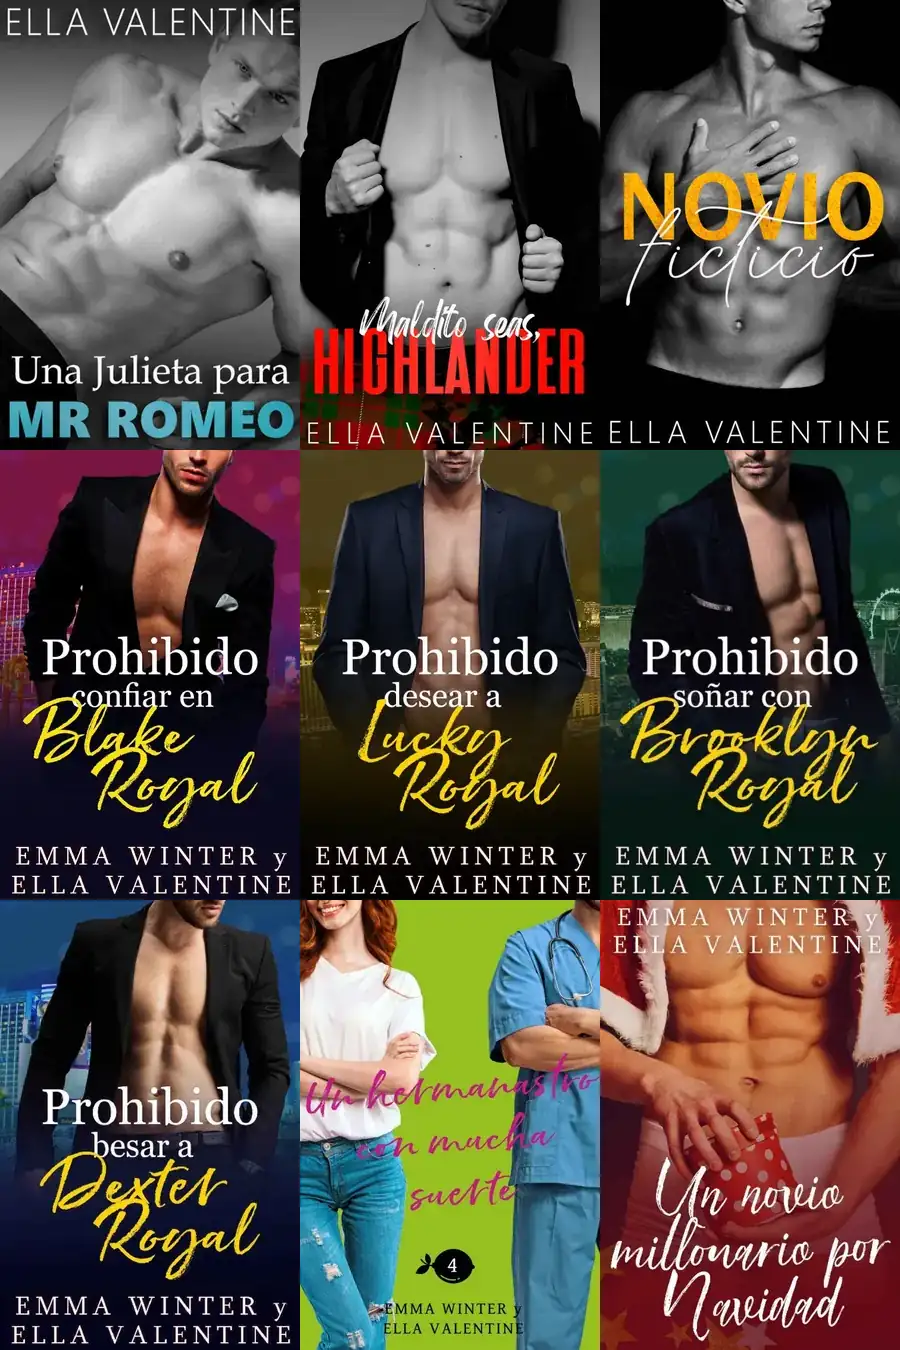 ELLA VALENTINE
Una Julieta para
MR ROMEO
Maldito seas,
HIGHLANDER
ELLA VALENTINE
NOVIO
ficticio
ELLA VALENTINE
Prohibido
confiar en
Blake
Royal
EMMA WINTER y
ELLA VALENTINE
Prohibido
desear a
Lucky
Royal
EMMA WINTER y
ELLA VALENTINE
Prohibido
soñar con
Brooklyn
Royal
EMMA WINTER y
ELLA VALENTINE
Prohibido
besar a
Dexter
Royal
EMMA WINTER y
ELLA VALENTINE
Un hermanastro
con mucha
suerte
4
EMMA WINTER y
ELLA VALENTINE
EMMA WINTER y
ELLA VALENTINE
Un novio
millonario por
Navidad